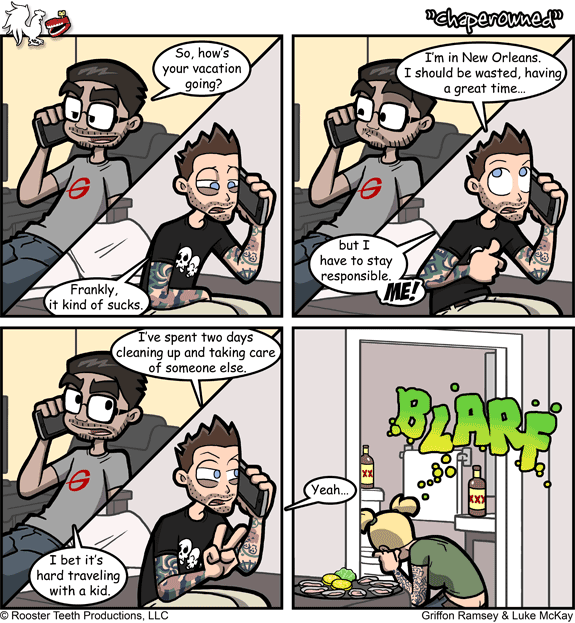 "chaperowned"
So, how's
your vacation
going?
Frankly,
it kind of sucks.
I'm in New Orleans.
I should be wasted, having
a great time...
but I
have to stay
responsible.
ME!
I've spent two days
cleaning up and taking care
of someone else.
I bet it's
hard traveling
with a kid.
Yeah...
BLARF
XX
XXX
© Rooster Teeth Productions, LLC
Griffon Ramsey & Luke McKay